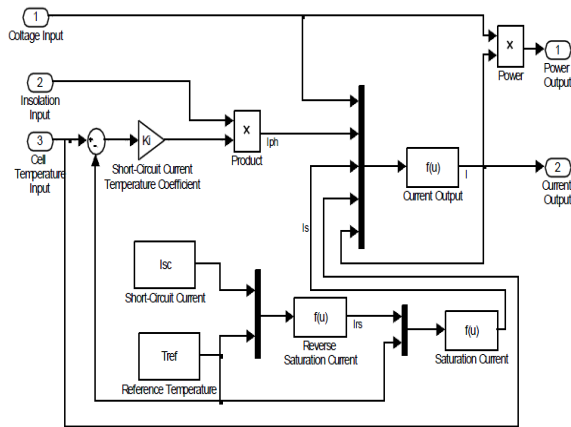 1
Coltage Input
2
Insolation
Input
3
Cell
Temperature
Input
+
-
Ki
Short-Circuit Current
Temperature Coefficient
x
Product
Iph
x
Power
1
Power
Output
f(u)
Current Output
I
2
Current
Output
Is
Isc
Short-Circuit Current
Tref
Reference Temperature
f(u)
Reverse
Saturation Current
Irs
f(u)
Saturation Current